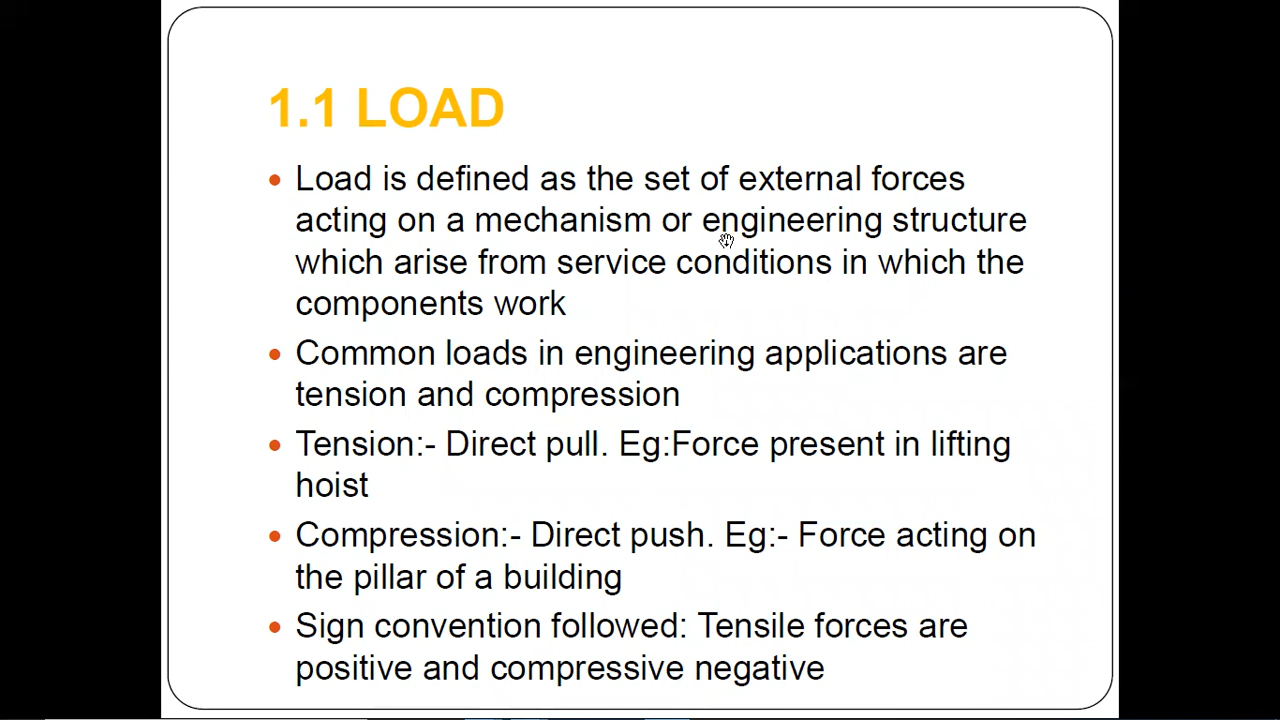 1.1 LOAD
• Load is defined as the set of external forces
acting on a mechanism or engineering structure
which arise from service conditions in which the
components work
• Common loads in engineering applications are
tension and compression
• Tension:- Direct pull. Eg:Force present in lifting
hoist
• Compression:- Direct push. Eg:- Force acting on
the pillar of a building
• Sign convention followed: Tensile forces are
positive and compressive negative